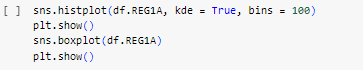 [ ] sns.histplot(df.REG1A, kde = True, bins = 100)
plt.show()
sns.boxplot(df.REG1A)
plt.show()